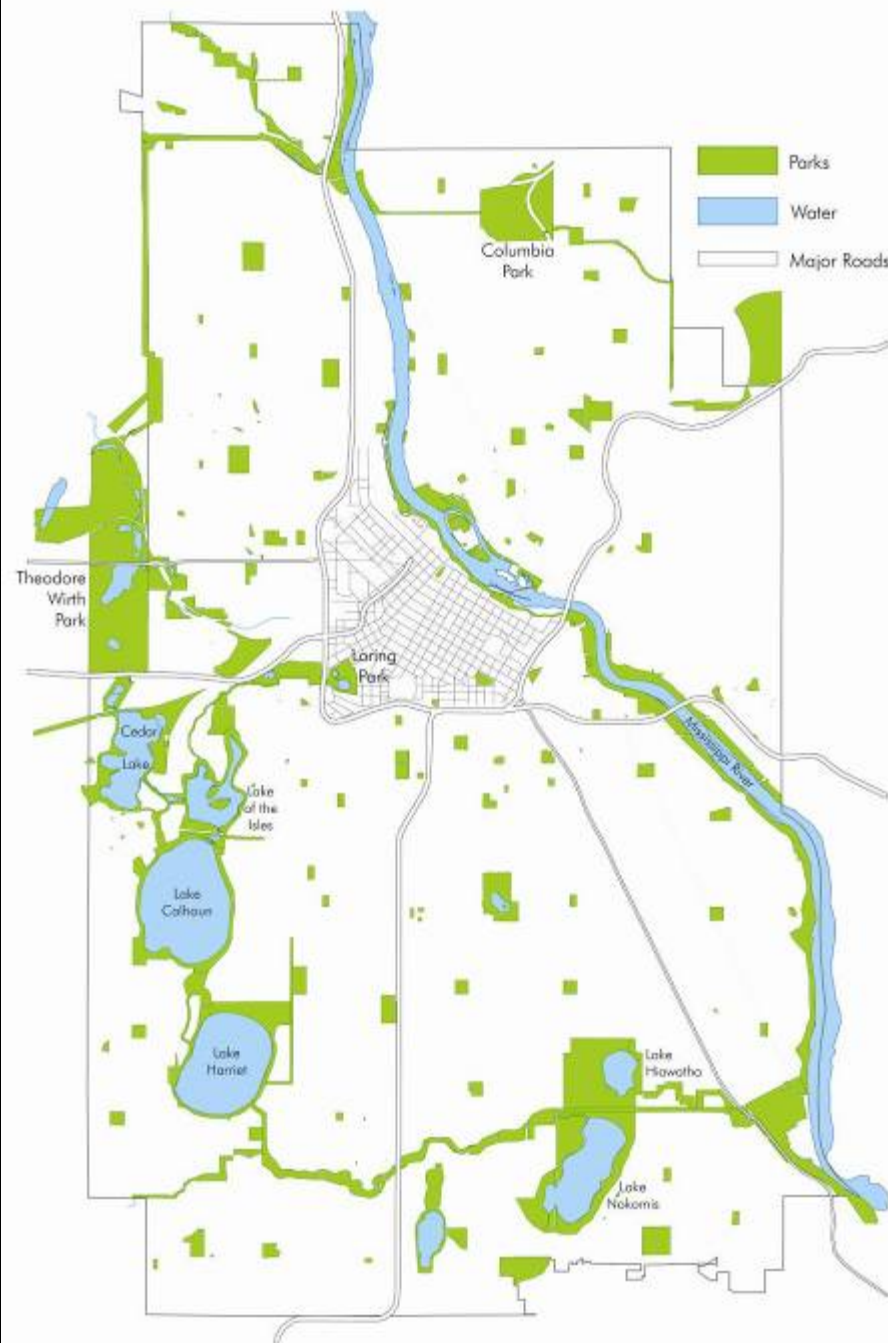 Parks
Water
Major Roads
Columbia
Park
Theodore
Wirth
Park
Loring
Park
Cedar
Lake
Lake
of the
Isles
Mississippi River
Lake
Calhoun
Lake
Harriet
Lake
Hiawatha
Lake
Nokomis